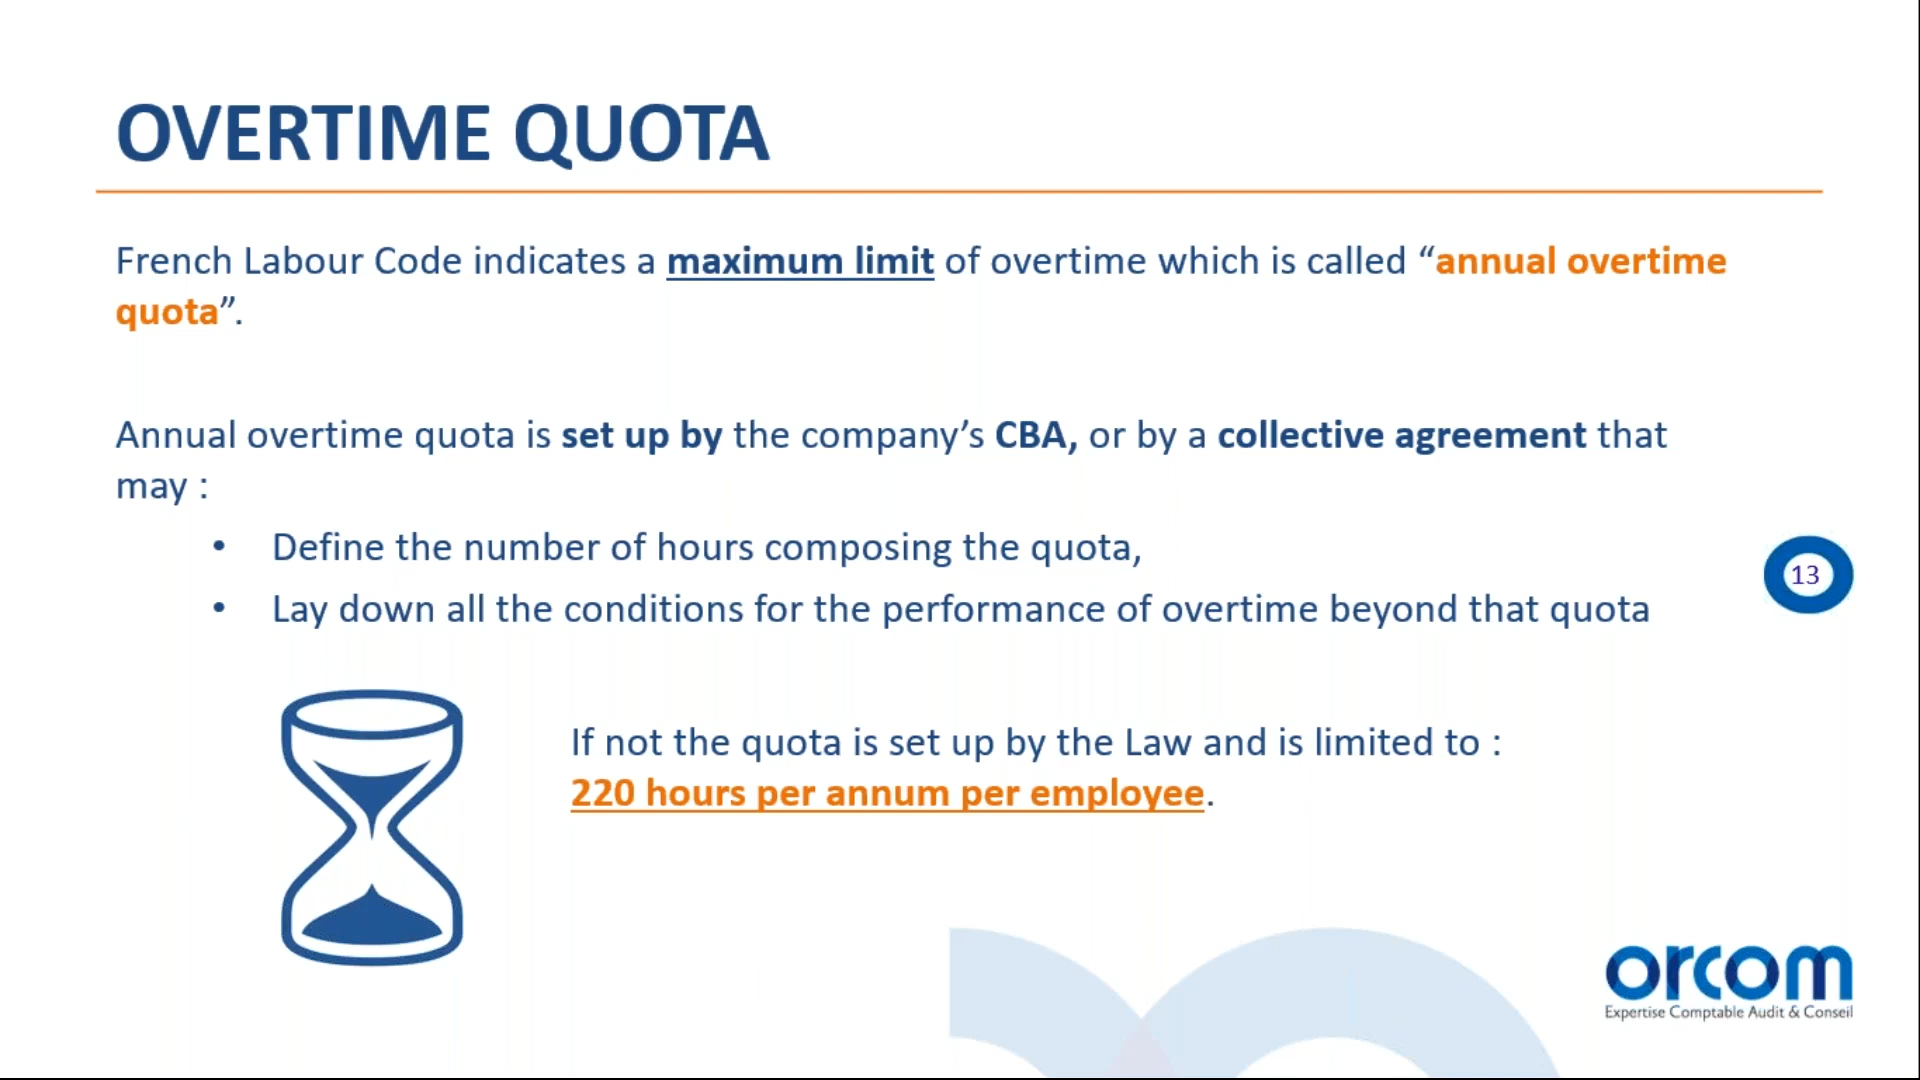 OVERTIME QUOTA
French Labour Code indicates a maximum limit of overtime which is called “annual overtime
quota”.
Annual overtime quota is set up by the company’s CBA, or by a collective agreement that
may :
• Define the number of hours composing the quota,
• Lay down all the conditions for the performance of overtime beyond that quota
13
If not the quota is set up by the Law and is limited to :
220 hours per annum per employee.
orcom
Expertise Comptable Audit & Conseil